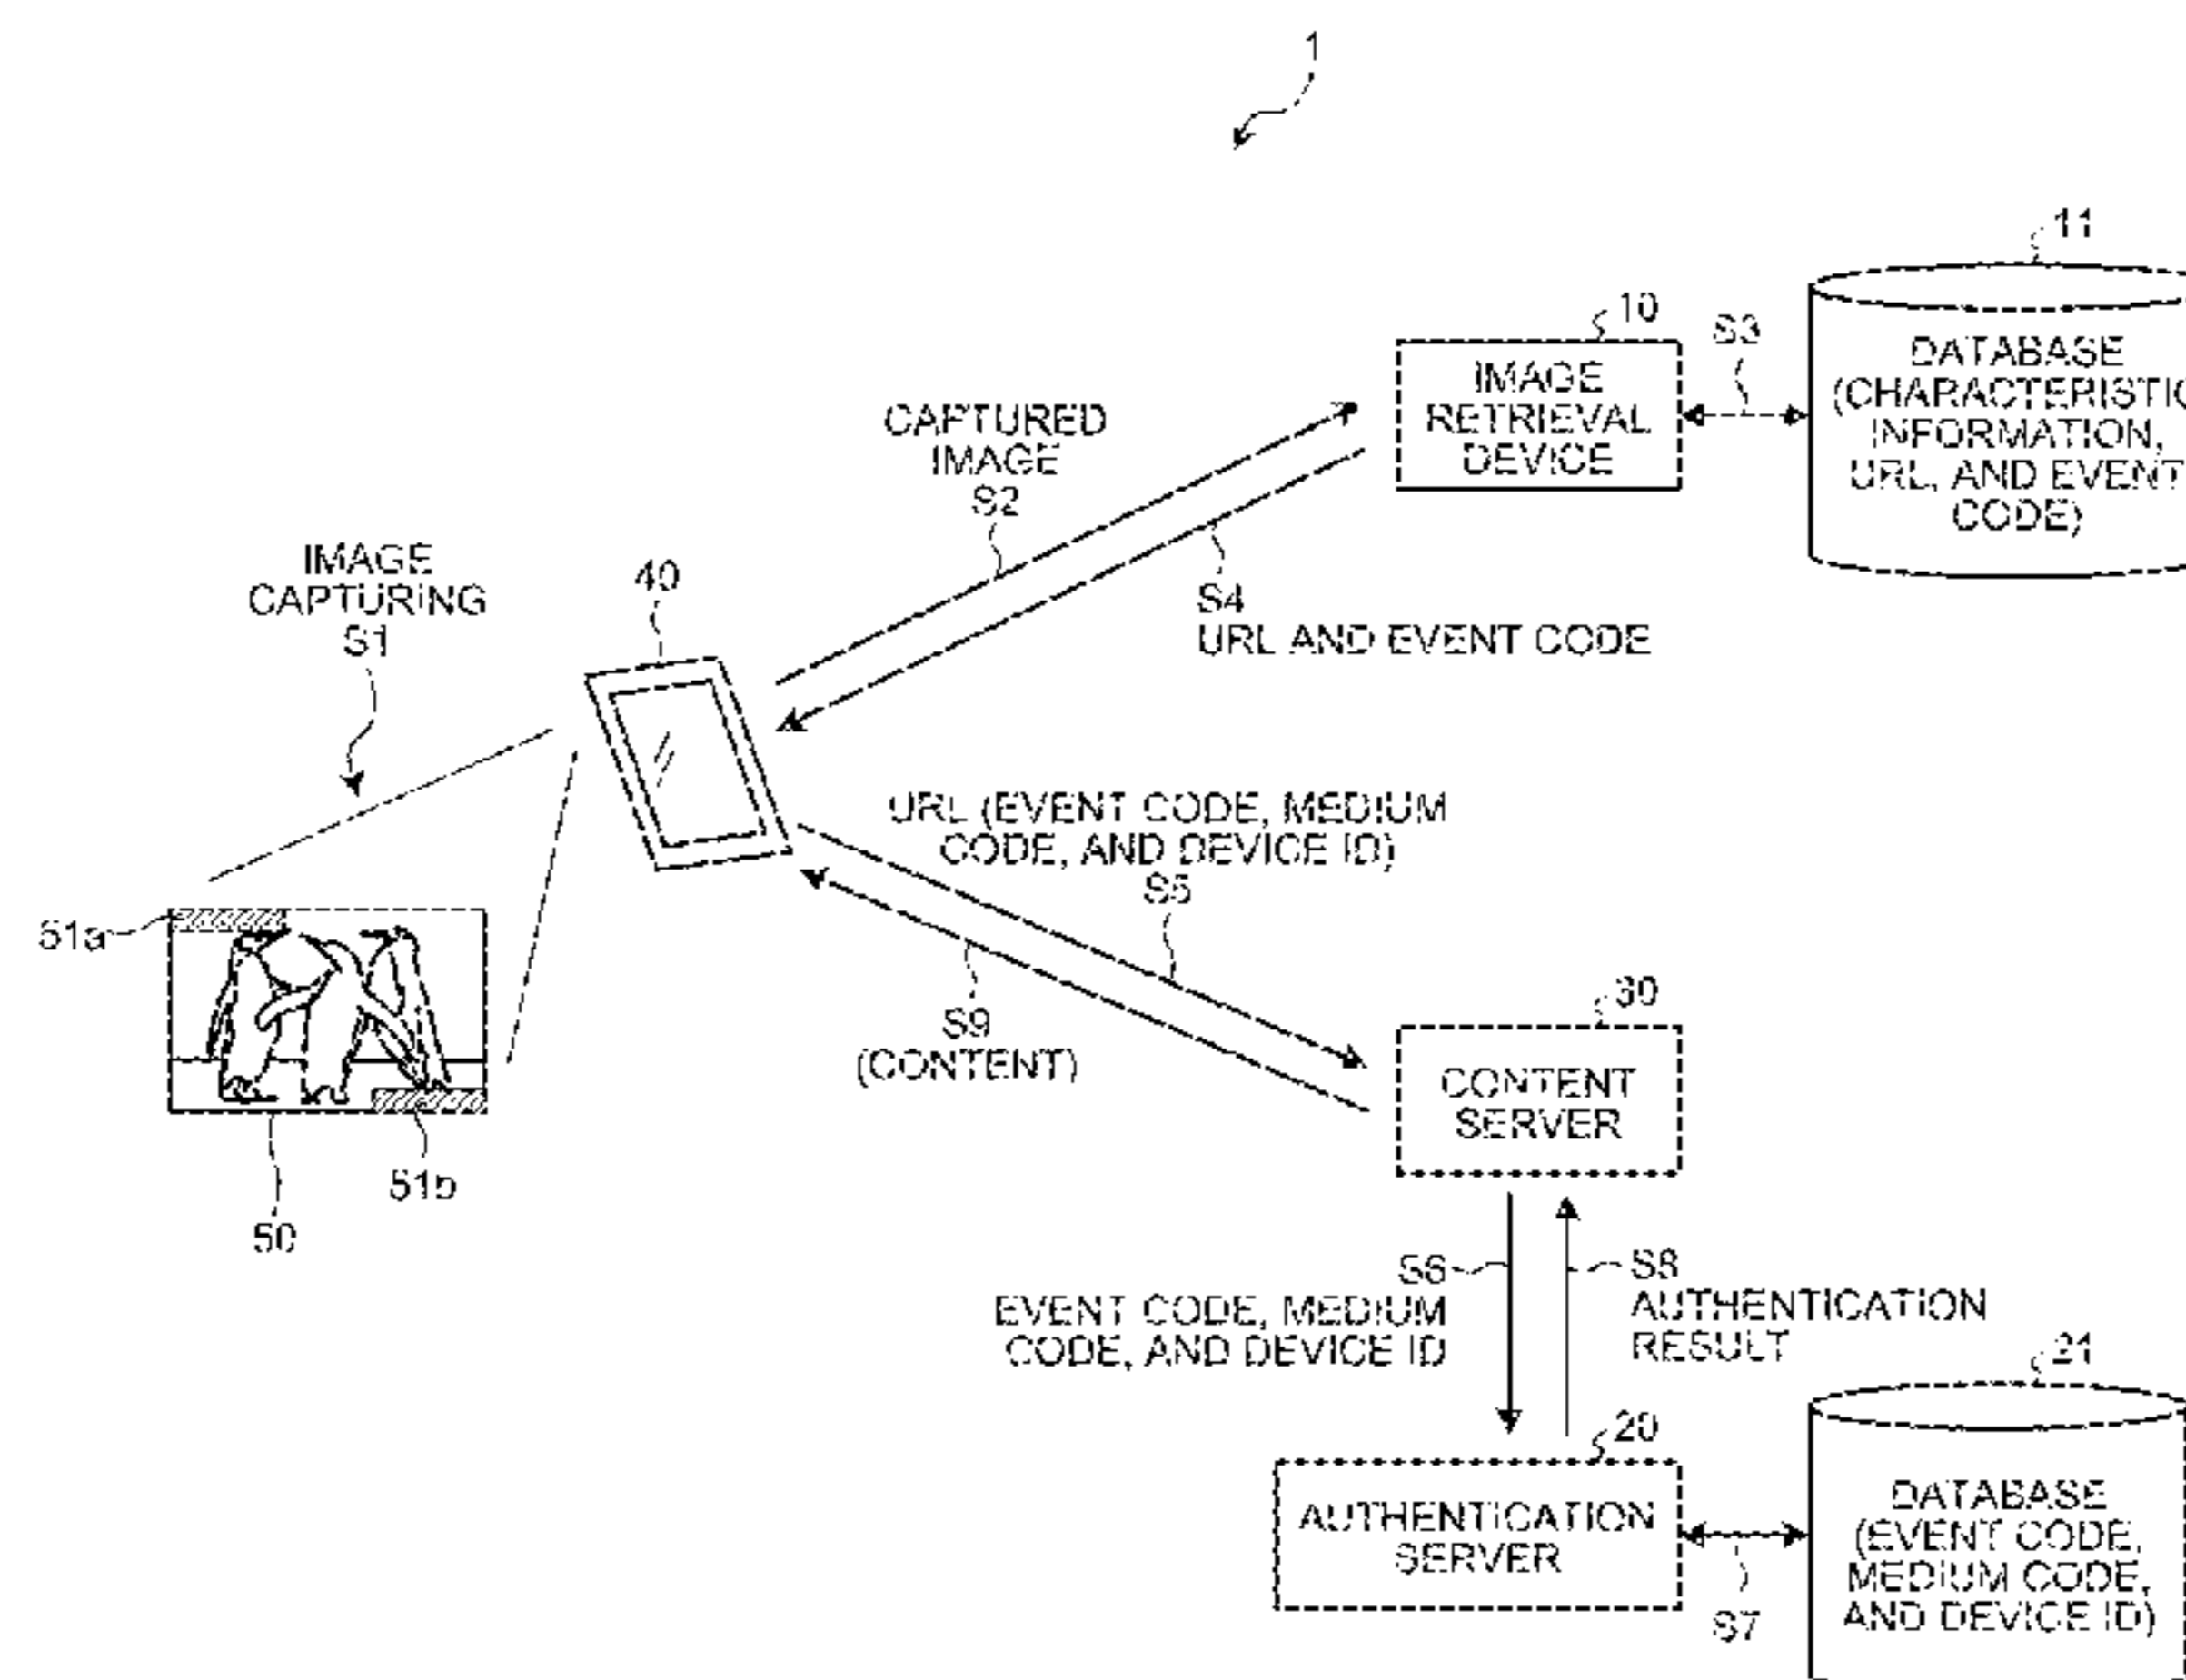 1
11
10
S3
DATABASE
(CHARACTERISTIC
INFORMATION,
URL, AND EVENT
CODE)
IMAGE
RETRIEVAL
DEVICE
CAPTURED
IMAGE
S2
S4
URL AND EVENT CODE
IMAGE
CAPTURING
S1
40
URL (EVENT CODE, MEDIUM
CODE, AND DEVICE ID)
S5
51a
51b
50
S9
(CONTENT)
30
CONTENT
SERVER
S6
EVENT CODE, MEDIUM
CODE, AND DEVICE ID
S8
AUTHENTICATION
RESULT
21
20
AUTHENTICATION
SERVER
S7
DATABASE
(EVENT CODE,
MEDIUM CODE,
AND DEVICE ID)